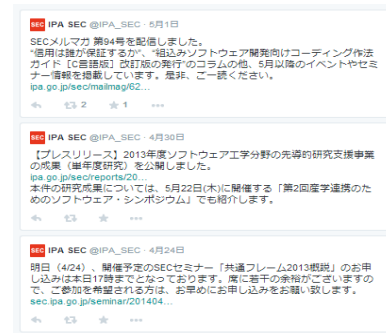 SEC IPA SEC @IPA_SEC · 5月1日
SECメルマガ 第94号を配信しました。
“信用は誰が保証するか”、“組込みソフトウェア開発向けコーディング作法
ガイド［C言語版］改訂版の発行”のコラムの他、5月以降のイベントやセミ
ナー情報を掲載しています。是非、ご一読ください。
ipa.go.jp/sec/mailmag/62...
2 1
SEC IPA SEC @IPA_SEC · 4月30日
【プレスリリース】2013年度ソフトウェア工学分野の先導的研究支援事業
の成果（単年度研究）を公開しました。
ipa.go.jp/sec/reports/20...
本件の研究成果については、5月22日(木)に開催する「第2回産学連携のた
めのソフトウェア・シンポジウム」でも紹介します。
SEC IPA SEC @IPA_SEC · 4月24日
明日（4/24）、開催予定のSECセミナー「共通フレーム2013概説」のお申
し込みは本日17時までとなっております。席に若干の余裕がございますの
で、ご参加を希望される方は、お早めにお申し込みをお願い致します。
sec.ipa.go.jp/seminar/201404...